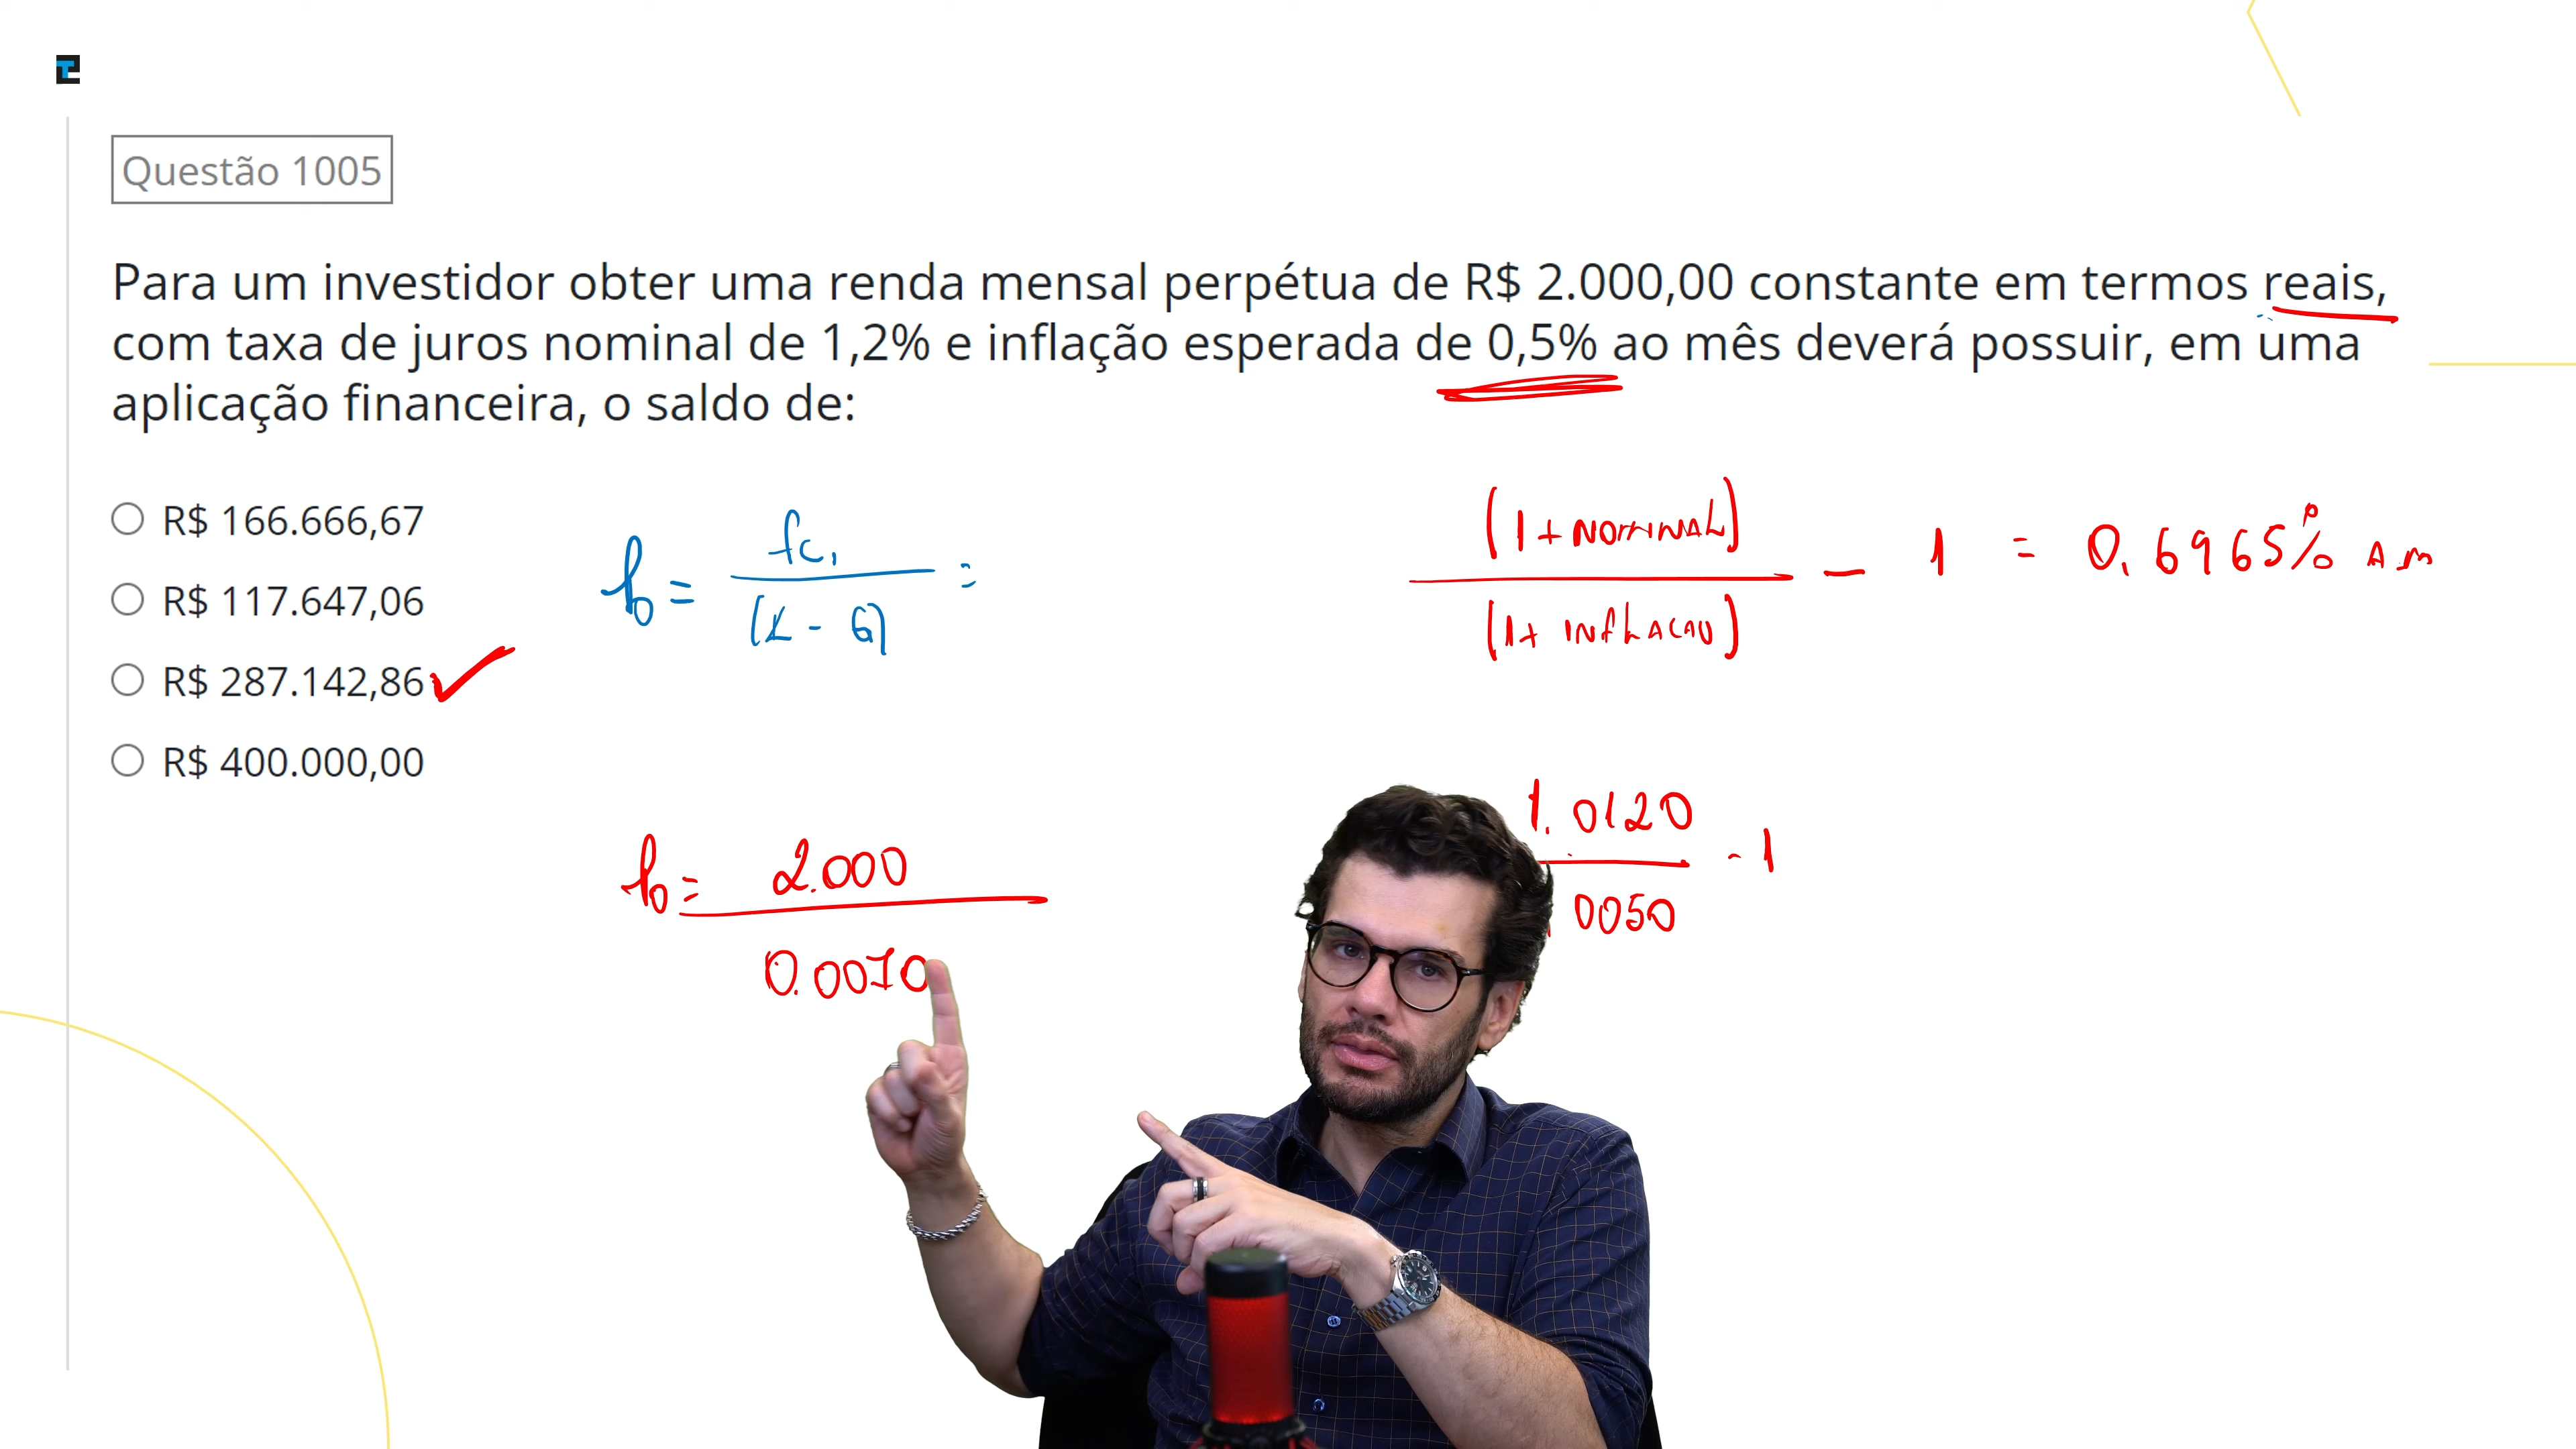 Questão 1005
Para um investidor obter uma renda mensal perpétua de R$ 2.000,00 constante em termos reais,
com taxa de juros nominal de 1,2% e inflação esperada de 0,5% ao mês deverá possuir, em uma
aplicação financeira, o saldo de:
R$ 166.666,67
R$ 117.647,06
R$ 287.142,86
R$ 400.000,00
fc1
(K - G)
=
(1 + NOMINAL)
(1 + INFLACAO)
- 1 = 0.6965% A.M
2.000
0.0070
1.0120
0050
- 1